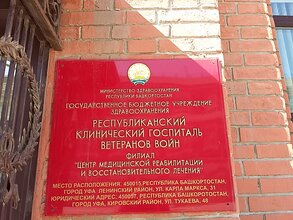 МИНИСТЕРСТВО ЗДРАВООХРАНЕНИЯ
РЕСПУБЛИКИ БАШКОРТОСТАН
ГОСУДАРСТВЕННОЕ БЮДЖЕТНОЕ УЧРЕЖДЕНИЕ
ЗДРАВООХРАНЕНИЯ
РЕСПУБЛИКАНСКИЙ
КЛИНИЧЕСКИЙ ГОСПИТАЛЬ
ВЕТЕРАНОВ ВОЙН
ФИЛИАЛ
"ЦЕНТР МЕДИЦИНСКОЙ РЕАБИЛИТАЦИИ
И ВОССТАНОВИТЕЛЬНОГО ЛЕЧЕНИЯ"
МЕСТО РАСПОЛОЖЕНИЯ: 450015,РЕСПУБЛИКА БАШКОРТОСТАН,
ГОРОД УФА, ЛЕНИНСКИЙ РАЙОН, УЛ. КАРЛА МАРКСА, 31
ЮРИДИЧЕСКИЙ АДРЕС: 450097, РЕСПУБЛИКА БАШКОРТОСТАН,
ГОРОД УФА, КИРОВСКИЙ РАЙОН, УЛ. ТУКАЕВА, 48